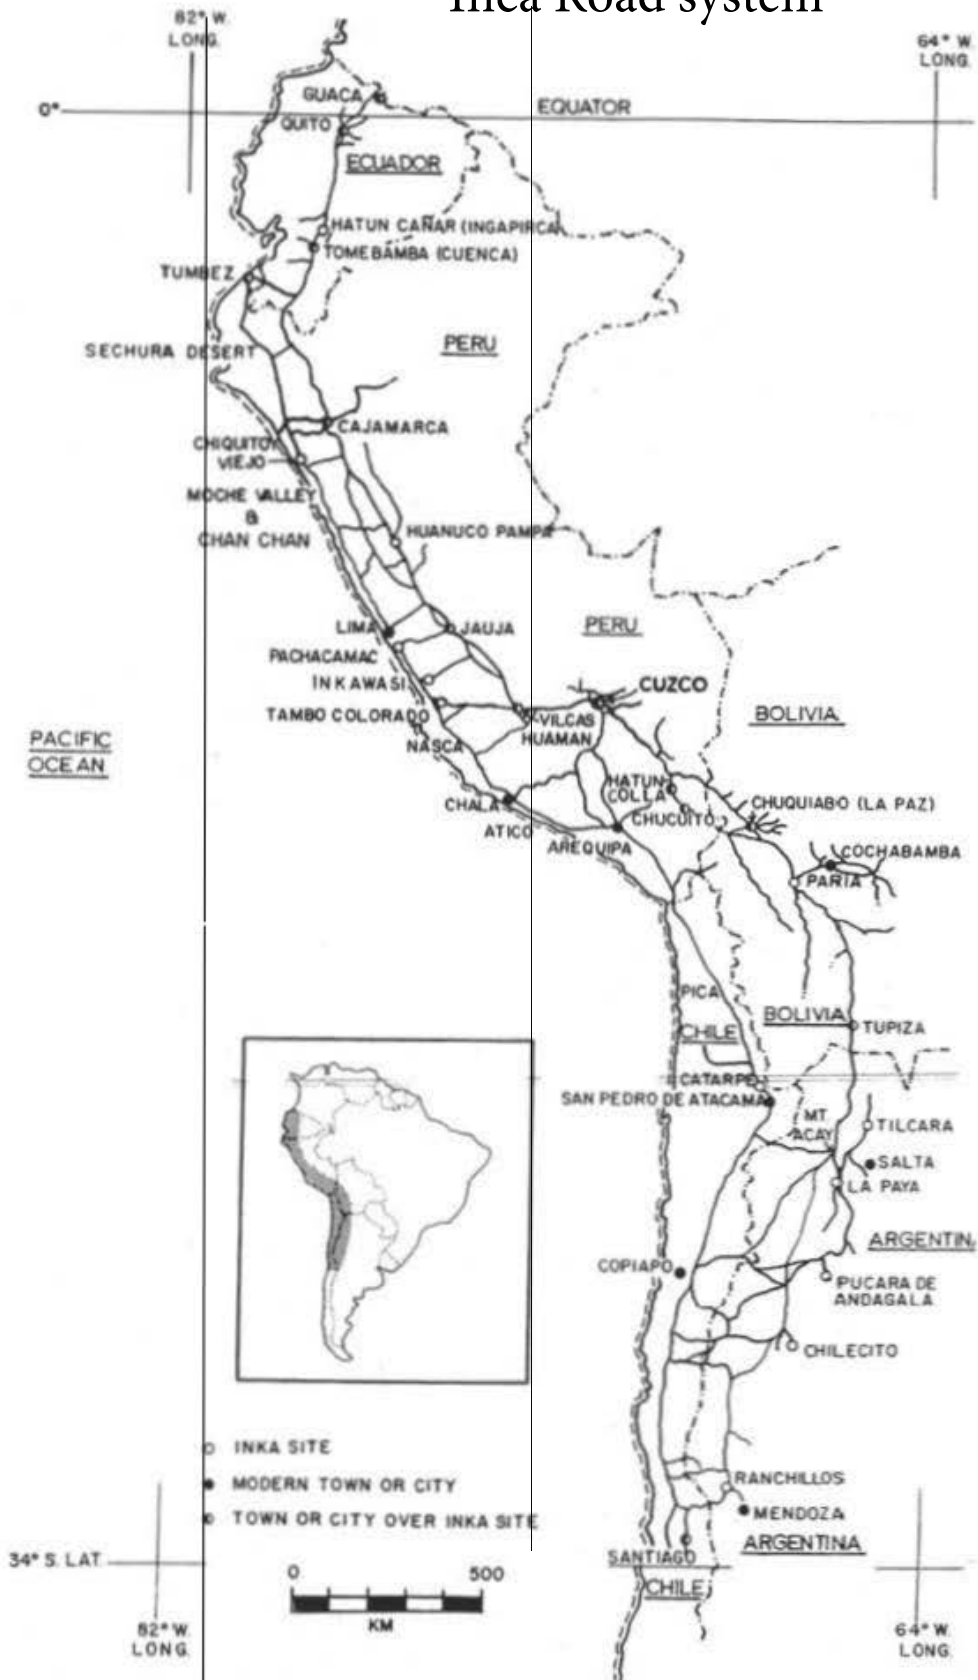 Inca Road system
82° W.
LONG.
64° W.
LONG.
0°
EQUATOR
GUACA
QUITO
ECUADOR
HATUN CAÑAR (INGAPIRCA)
TOMEBAMBA (CUENCA)
TUMBEZ
SECHURA DESERT
PERU
CAJAMARCA
CHIQUITOY
VIEJO
MOCHE VALLEY
&
CHAN CHAN
HUANUCO PAMPA
LIMA
JAUJA
PERU
PACHACAMAC
INKAWASI
CUZCO
TAMBO COLORADO
VILCAS
HUAMAN
BOLIVIA
NASCA
PACIFIC
OCEAN
HATUN
COLLA
CHALA
CHUCUITO
CHUQUIABO (LA PAZ)
ATICO
AREQUIPA
COCHABAMBA
PARIA
PICA
CHILE
BOLIVIA
TUPIZA
CATARPE
SAN PEDRO DE ATACAMA
MT.
ACAY
TILCARA
SALTA
LA PAYA
ARGENTIN
COPIAPO
PUCARA DE
ANDAGALA
CHILECITO
INKA SITE
MODERN TOWN OR CITY
TOWN OR CITY OVER INKA SITE
RANCHILLOS
MENDOZA
ARGENTINA
34° S. LAT.
SANTIAGO
CHILE
0 500
KM
82° W.
LONG.
64° W.
LONG.